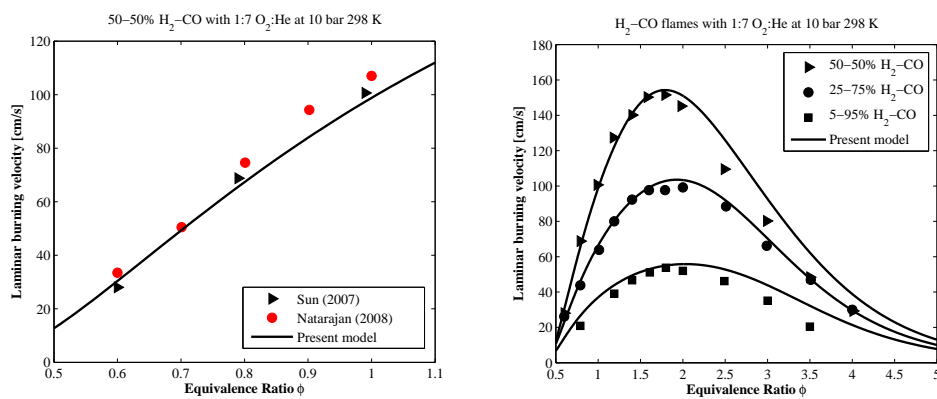 50−50% H2−CO with 1:7 O2:He at 10 bar 298 K
120
100
80
60
40
20
0
0.5 0.6 0.7 0.8 0.9 1 1.1
Laminar burning velocity [cm/s]
Equivalence Ratio ϕ
Sun (2007)
Natarajan (2008)
Present model
H2−CO flames with 1:7 O2:He at 10 bar 298 K
180
160
140
120
100
80
60
40
20
0
1 1.5 2 2.5 3 3.5 4 4.5 5
Laminar burning velocity [cm/s]
Equivalence Ratio ϕ
50−50% H2−CO
25−75% H2−CO
5−95% H2−CO
Present model